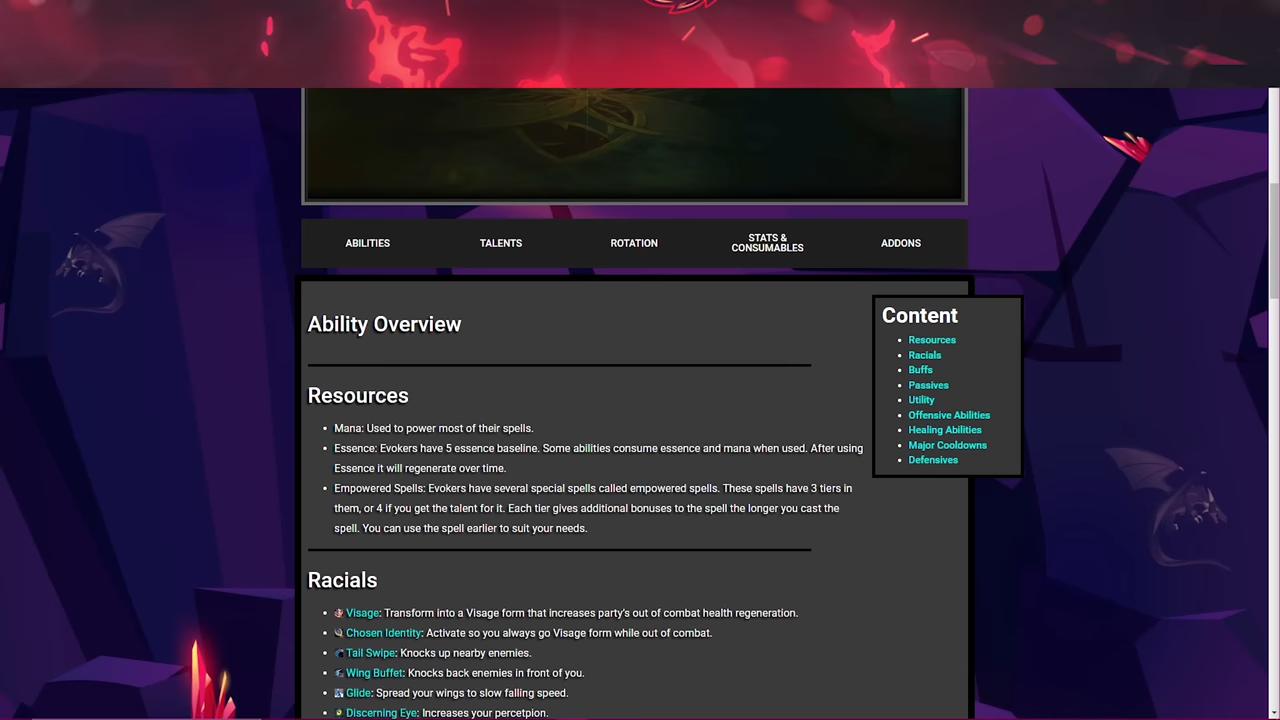 ABILITIES
TALENTS
ROTATION
STATS &
CONSUMABLES
ADDONS
Ability Overview
Resources
Mana: Used to power most of their spells.
Essence: Evokers have 5 essence baseline. Some abilities consume essence and mana when used. After using
Essence it will regenerate over time.
Empowered Spells: Evokers have several special spells called empowered spells. These spells have 3 tiers in
them, or 4 if you get the talent for it. Each tier gives additional bonuses to the spell the longer you cast the
spell. You can use the spell earlier to suit your needs.
Racials
Visage: Transform into a Visage form that increases party's out of combat health regeneration.
Chosen Identity: Activate so you always go Visage form while out of combat.
Tail Swipe: Knocks up nearby enemies.
Wing Buffet: Knocks back enemies in front of you.
Glide: Spread your wings to slow falling speed.
Discerning Eye: Increases your percetpion.
Content
Resources
Racials
Buffs
Passives
Utility
Offensive Abilities
Healing Abilities
Major Cooldowns
Defensives